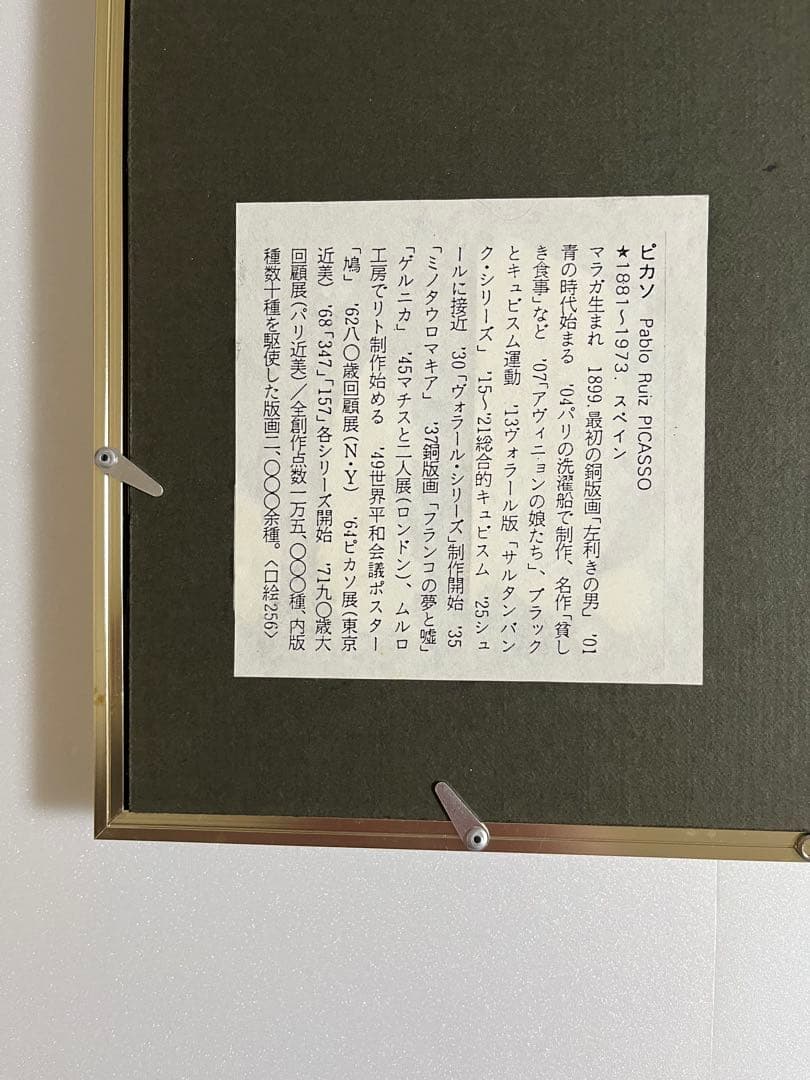 ピカソ Pablo Ruiz PICASSO
★1881〜1973. スペイン
マラガ生まれ 1899. 最初の銅版画「左利きの男」 '01
青の時代始まる '04パリの洗濯船で制作、名作「貧し
き食事」など '07「アヴィニョンの娘たち」、ブラック
とキュビスム運動 '13ヴォラール版「サルタンバン
ク・シリーズ」 '15〜'21総合的キュビスム '25シュ
ールに接近 '30「ヴォラール・シリーズ」制作開始 '35
「ミノタウロマキア」 '37銅版画「フランコの夢と嘘」
「ゲルニカ」 '45マチスと二人展(ロンドン)、ムルロ
工房でリト制作始める '49世界平和会議ポスター
「鳩」 '62八〇歳回顧展(N・Y) '64ピカソ展(東京
近美) '68「347」「157」各シリーズ開始 '71九〇歳大
回顧展(パリ近美)／全創作点数一万五、〇〇〇種、内版
種数十種を駆使した版画二、〇〇〇余種。〈口絵256〉